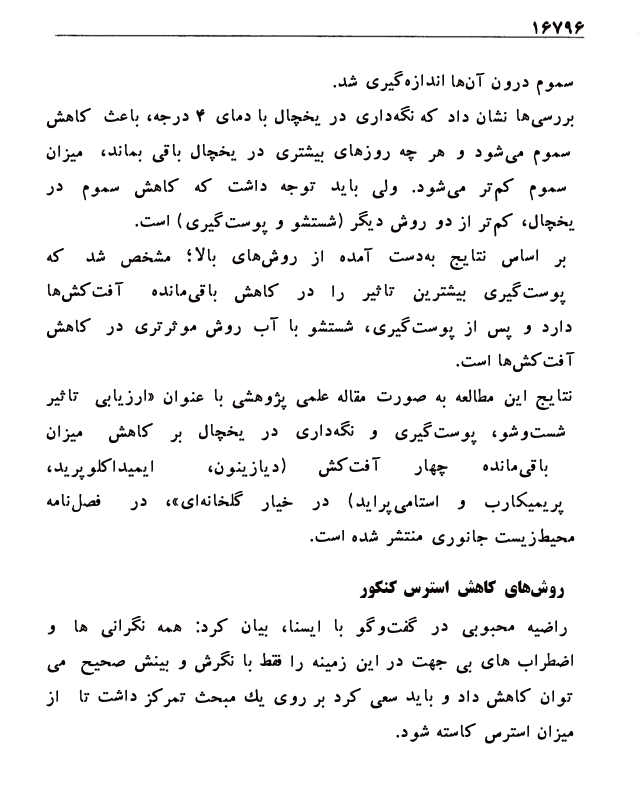 ۱۶۷۹۶
سموم درون آن‌ها اندازه‌گیری شد.
بررسی‌ها نشان داد که نگه‌داری در یخچال با دمای ۴ درجه، باعث کاهش
سموم می‌شود و هر چه روزهای بیشتری در یخچال باقی بماند، میزان
سموم کم‌تر می‌شود. ولی باید توجه داشت که کاهش سموم در
یخچال، کم‌تر از دو روش دیگر (شستشو و پوست‌گیری) است.
بر اساس نتایج به‌دست آمده از روش‌های بالا؛ مشخص شد که
پوست‌گیری بیشترین تاثیر را در کاهش باقی‌مانده آفت‌کش‌ها
دارد و پس از پوست‌گیری، شستشو با آب روش موثرتری در کاهش
آفت‌کش‌ها است.
نتایج این مطالعه به صورت مقاله علمی پژوهشی با عنوان «ارزیابی تاثیر
شست‌وشو، پوست‌گیری و نگه‌داری در یخچال بر کاهش میزان
باقی‌مانده چهار آفت‌کش (دیازینون، ایمیداکلوپرید،
پریمیکارب و استامی‌پراید) در خیار گلخانه‌ای»، در فصل‌نامه
محیط‌زیست جانوری منتشر شده است.
روش‌های کاهش استرس کنکور
راضیه محبوبی در گفت‌وگو با ایسنا، بیان کرد: همه نگرانی ها و
اضطراب های بی جهت در این زمینه را فقط با نگرش و بینش صحیح می
توان کاهش داد و باید سعی کرد بر روی یك مبحث تمرکز داشت تا از
میزان استرس کاسته شود.